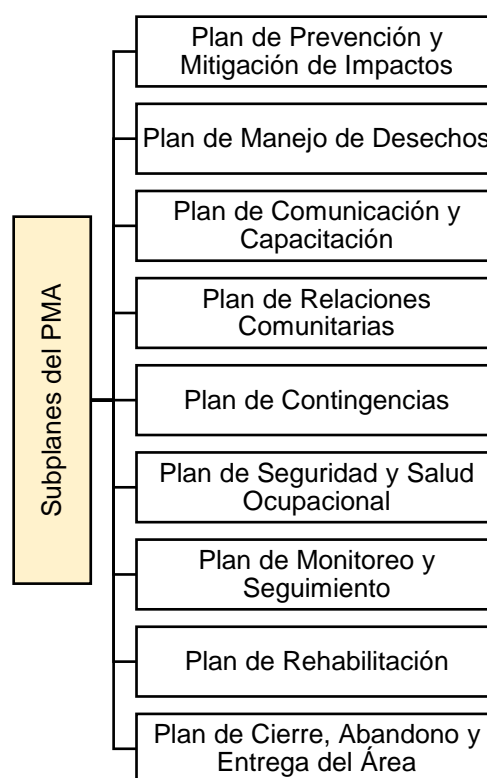 Subplanes del PMA
Plan de Prevención y
Mitigación de Impactos
Plan de Manejo de Desechos
Plan de Comunicación y
Capacitación
Plan de Relaciones
Comunitarias
Plan de Contingencias
Plan de Seguridad y Salud
Ocupacional
Plan de Monitoreo y
Seguimiento
Plan de Rehabilitación
Plan de Cierre, Abandono y
Entrega del Área